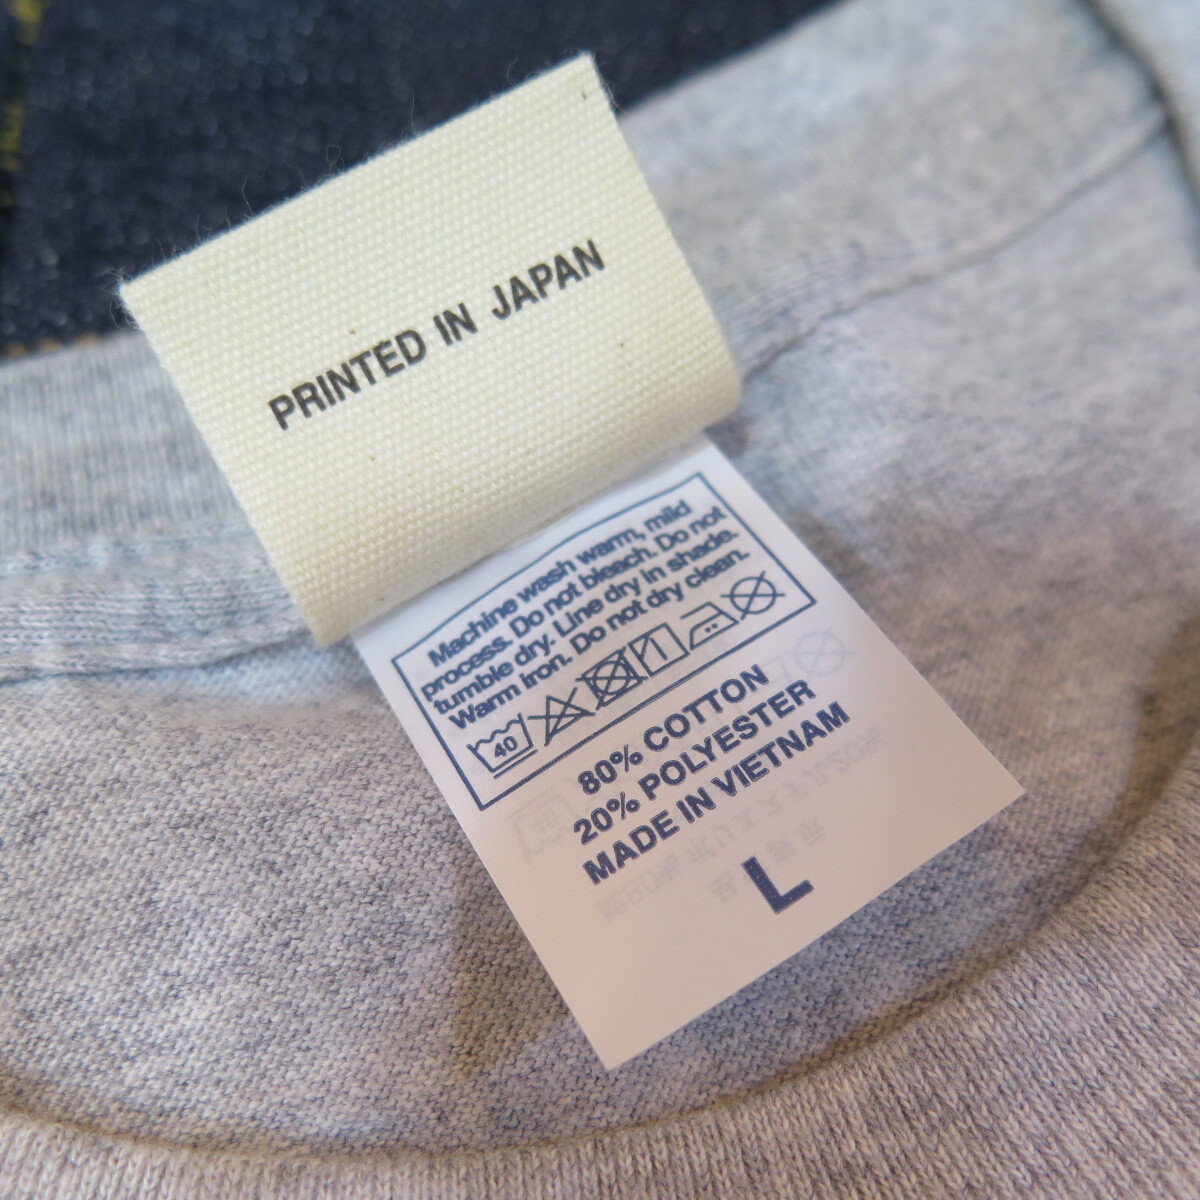 PRINTED IN JAPAN
Machine wash warm, mild
process. Do not bleach. Do not
tumble dry. Line dry in shade.
Warm iron. Do not dry clean.
40
80% COTTON
20% POLYESTER
MADE IN VIETNAM
L